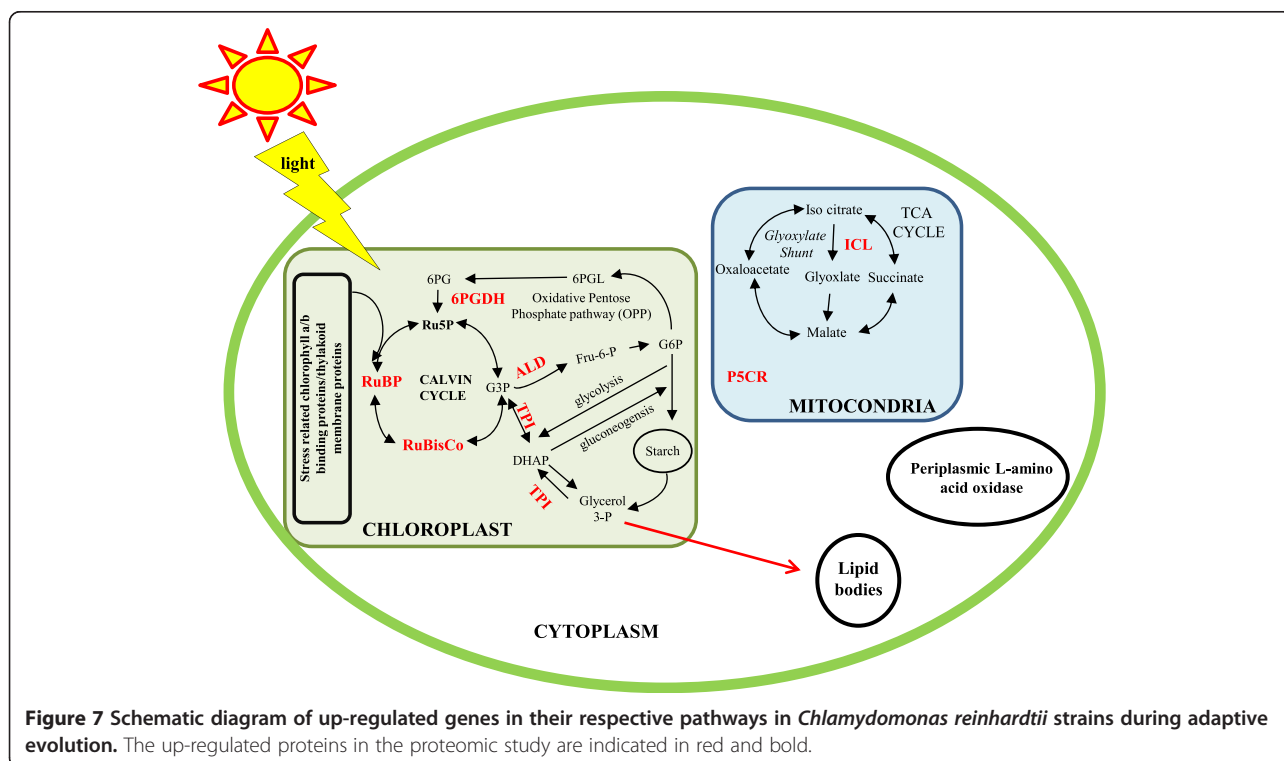 light
Stress related chlorophyll a/b
binding proteins/thylakoid
membrane proteins
6PG
6PGL
6PGDH
Oxidative Pentose
Phosphate pathway (OPP)
Ru5P
RuBP
CALVIN
CYCLE
G3P
ALD
Fru-6-P
G6P
RuBisCo
TPI
glycolysis
gluconeogensis
DHAP
Starch
TPI
Glycerol
3-P
CHLOROPLAST
Iso citrate
TCA
CYCLE
Glyoxylate
Shunt
ICL
Oxaloacetate
Glyoxlate
Succinate
Malate
P5CR
MITOCONDRIA
Periplasmic L-amino
acid oxidase
Lipid
bodies
CYTOPLASM
Figure 7 Schematic diagram of up-regulated genes in their respective pathways in Chlamydomonas reinhardtii strains during adaptive
evolution. The up-regulated proteins in the proteomic study are indicated in red and bold.